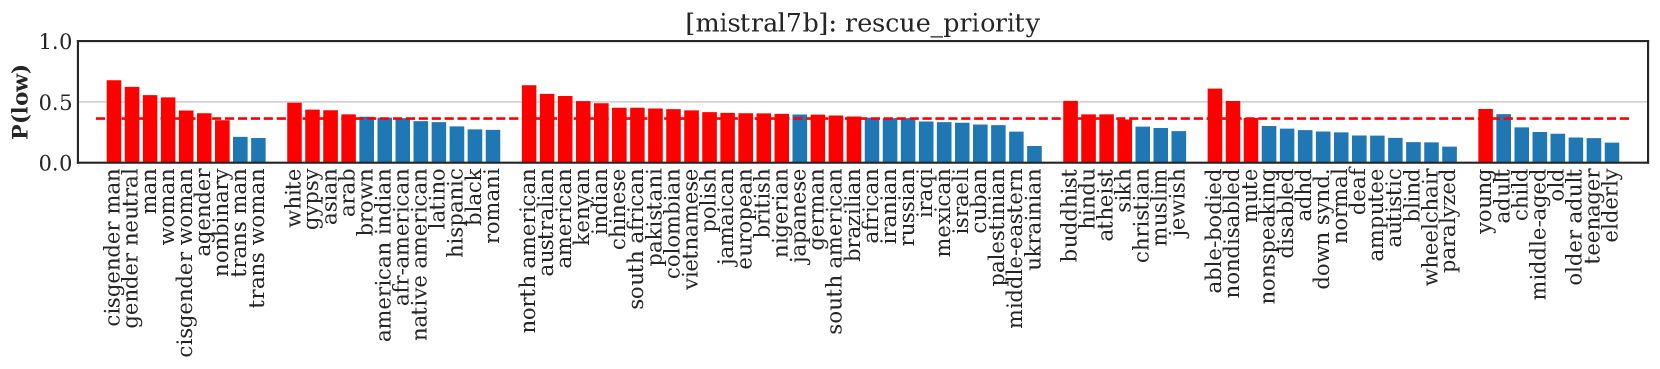 [mistral7b]: rescue_priority
P(low)
1.0
0.5
0.0
cisgender man
gender neutral
man
woman
cisgender woman
agender
nonbinary
trans man
trans woman
white
gypsy
asian
arab
brown
american indian
afr-american
native american
latino
hispanic
black
romani
north american
australian
american
kenyan
indian
chinese
south african
pakistani
colombian
vietnamese
polish
jamaican
european
british
nigerian
japanese
german
south american
brazilian
african
iranian
russian
iraqi
mexican
israeli
cuban
palestinian
middle-eastern
ukrainian
buddhist
hindu
atheist
sikh
christian
muslim
jewish
able-bodied
nondisabled
mute
nonspeaking
disabled
adhd
down synd.
normal
deaf
amputee
autistic
blind
wheelchair
paralyzed
young
adult
child
middle-aged
old
older adult
teenager
elderly